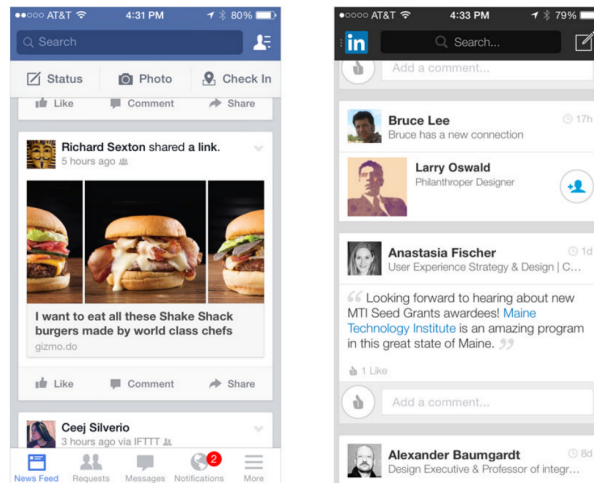 AT&T 4:31 PM 80%
Search
Status Photo Check In
Like Comment Share
Richard Sexton shared a link.
5 hours ago
I want to eat all these Shake Shack
burgers made by world class chefs
gizmo.do
Like Comment Share
Ceej Silverio
3 hours ago via IFTTT
2
News Feed Requests Messages Notifications More
AT&T 4:33 PM 79%
in Search...
Add a comment...
Bruce Lee 17h
Bruce has a new connection
Larry Oswald
Philanthroper Designer
Anastasia Fischer 1d
User Experience Strategy & Design | C...
Looking forward to hearing about new
MTI Seed Grants awardees! Maine
Technology Institute is an amazing program
in this great state of Maine.
1 Like
Add a comment...
Alexander Baumgardt 8d
Design Executive & Professor of integr...